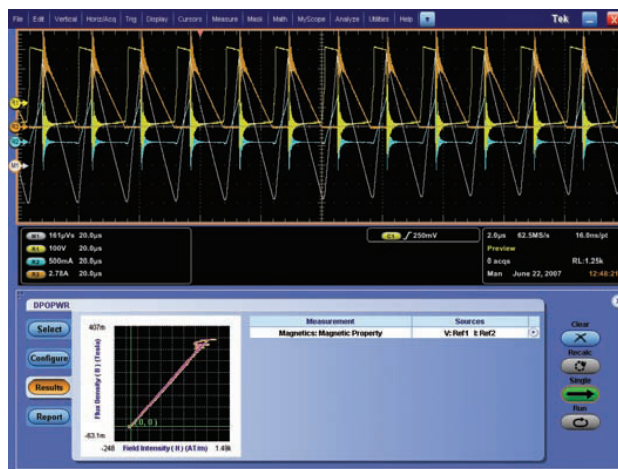 File Edit Vertical Horiz/Acq Trig Display Cursors Measure Mask Math MyScope Analyze Utilities Help Tek
M1 161µVs 20.0µs
R1 100V 20.0µs
R2 500mA 20.0µs
R3 2.78A 20.0µs
C1 250mV
2.0µs 62.5MS/s 16.0ns/pt
Preview
0 acqs RL:1.25k
Man June 22, 2007 12:48:21
DPOPWR
Select
Configure
Results
Report
407m
Flux Density ( B ) (Tesla)
(0, 0)
-63.1m
-248 Field Intensity ( H ) (AT/m) 1.49k
Measurement Sources
Magnetics: Magnetic Property V: Ref1 I: Ref2
Clear
Recalc
Single
Run